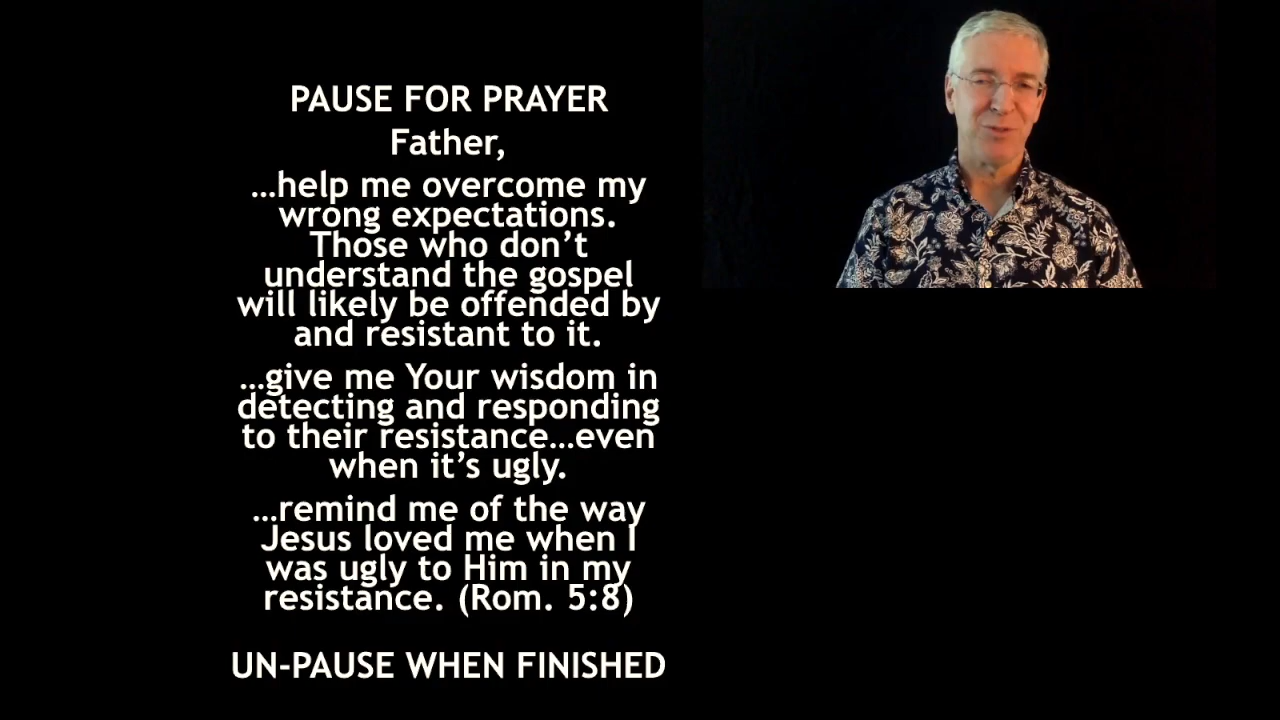 PAUSE FOR PRAYER
Father,
…help me overcome my
wrong expectations.
Those who don’t
understand the gospel
will likely be offended by
and resistant to it.
…give me Your wisdom in
detecting and responding
to their resistance…even
when it’s ugly.
…remind me of the way
Jesus loved me when I
was ugly to Him in my
resistance. (Rom. 5:8)
UN-PAUSE WHEN FINISHED